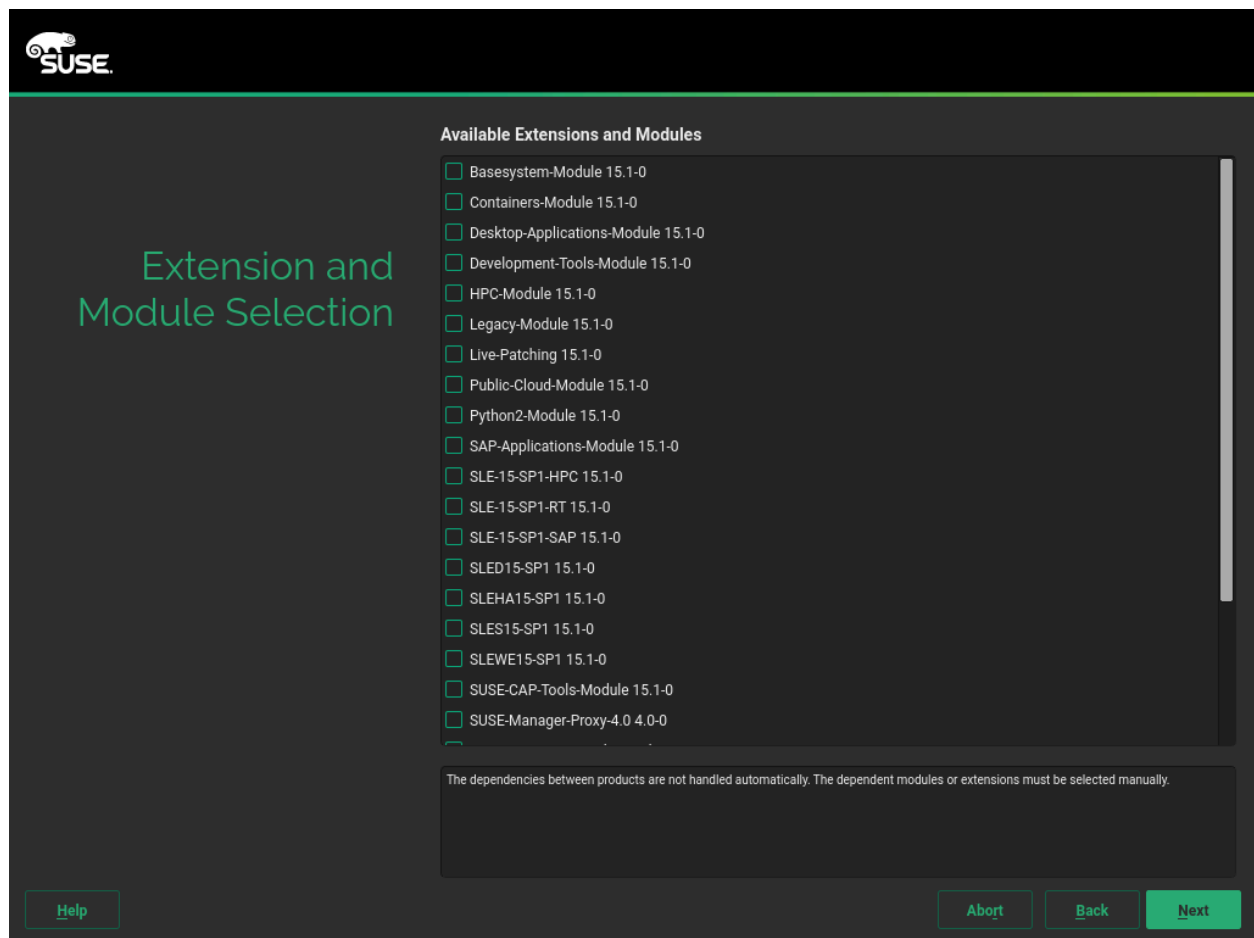 SUSE.
Available Extensions and Modules
Extension and
Module Selection
Basesystem-Module 15.1-0
Containers-Module 15.1-0
Desktop-Applications-Module 15.1-0
Development-Tools-Module 15.1-0
HPC-Module 15.1-0
Legacy-Module 15.1-0
Live-Patching 15.1-0
Public-Cloud-Module 15.1-0
Python2-Module 15.1-0
SAP-Applications-Module 15.1-0
SLE-15-SP1-HPC 15.1-0
SLE-15-SP1-RT 15.1-0
SLE-15-SP1-SAP 15.1-0
SLED15-SP1 15.1-0
SLEHA15-SP1 15.1-0
SLES15-SP1 15.1-0
SLEWE15-SP1 15.1-0
SUSE-CAP-Tools-Module 15.1-0
SUSE-Manager-Proxy-4.0 4.0-0
The dependencies between products are not handled automatically. The dependent modules or extensions must be selected manually.
Help
Abort
Back
Next